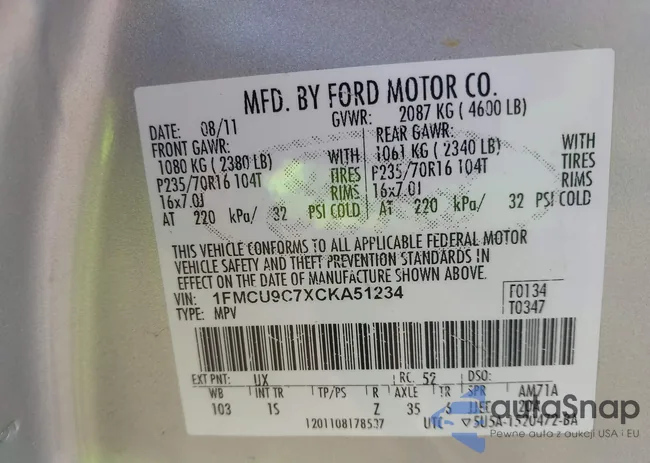 MFD. BY FORD MOTOR CO.
DATE: 08/11 GVWR: 2087 KG ( 4600 LB)
FRONT GAWR: REAR GAWR:
1080 KG ( 2380 LB) WITH 1061 KG ( 2340 LB) WITH
P235/70R16 104T TIRES P235/70R16 104T TIRES
16x7.0J RIMS 16x7.0J RIMS
AT 220 kPa/ 32 PSI COLD AT 220 kPa/ 32 PSI COLD
THIS VEHICLE CONFORMS TO ALL APPLICABLE FEDERAL MOTOR
VEHICLE SAFETY AND THEFT PREVENTION STANDARDS IN
EFFECT ON THE DATE OF MANUFACTURE SHOWN ABOVE.
VIN: 1FMCU9C7XCKA51234 F0134
TYPE: MPV T0347
EXT PNT: UX RC: 52 DSO:
WB INT TR TP/PS R AXLE TR SPR AM71A
103 1S Z 35 6
UTC
autoSnap
Pewne auta z aukcji USA i EU